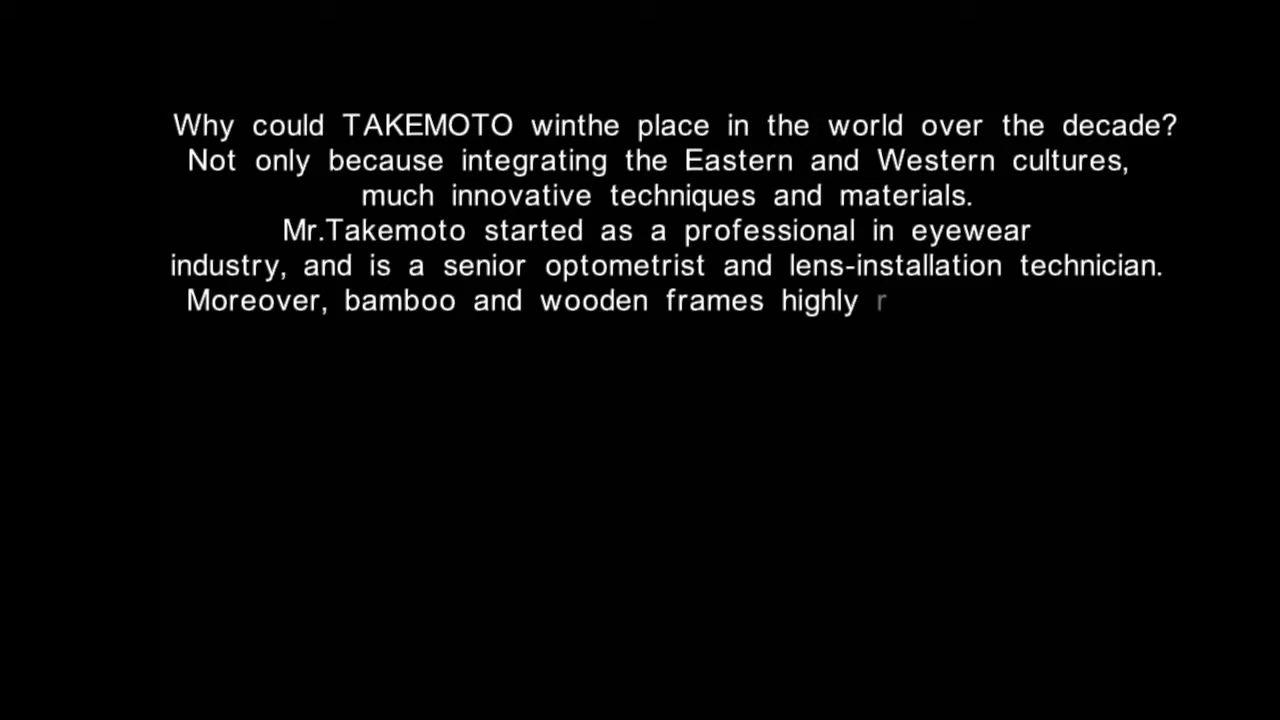 Why could TAKEMOTO winthe place in the world over the decade?
Not only because integrating the Eastern and Western cultures,
much innovative techniques and materials.
Mr.Takemoto started as a professional in eyewear
industry, and is a senior optometrist and lens-installation technician.
Moreover, bamboo and wooden frames highly r